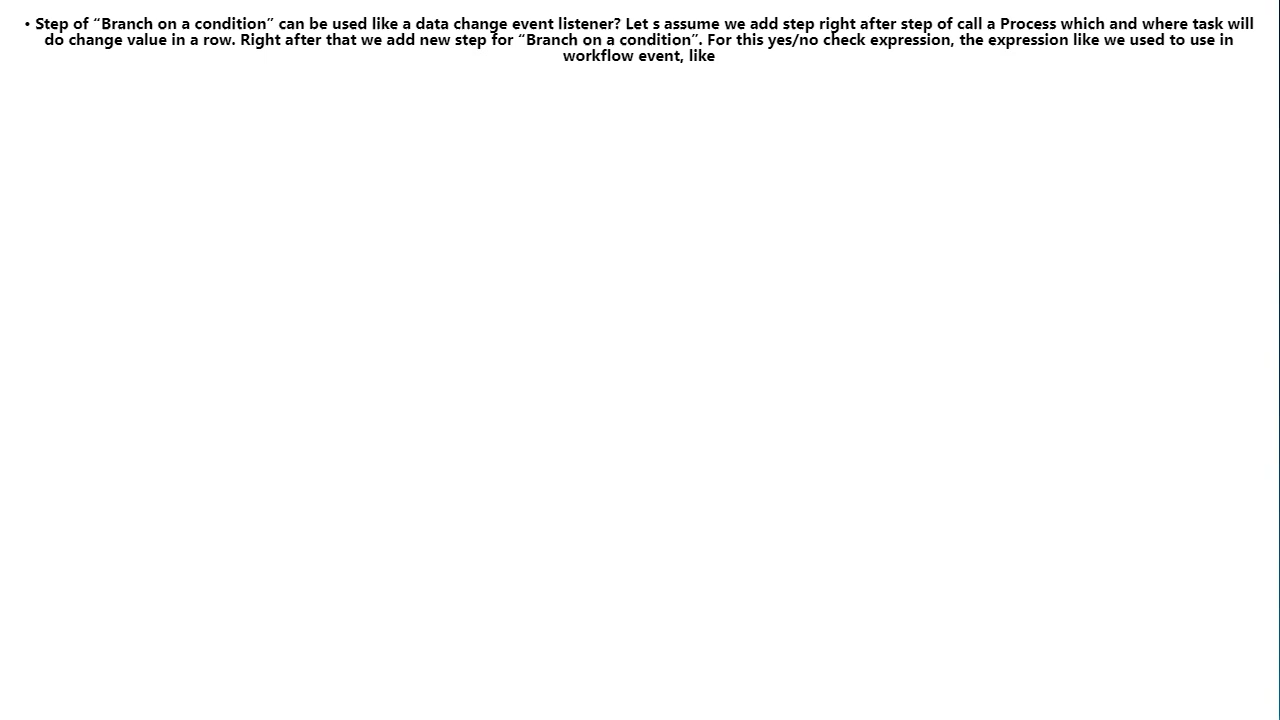 • Step of “Branch on a condition” can be used like a data change event listener? Let s assume we add step right after step of call a Process which and where task will
do change value in a row. Right after that we add new step for “Branch on a condition”. For this yes/no check expression, the expression like we used to use in
workflow event, like